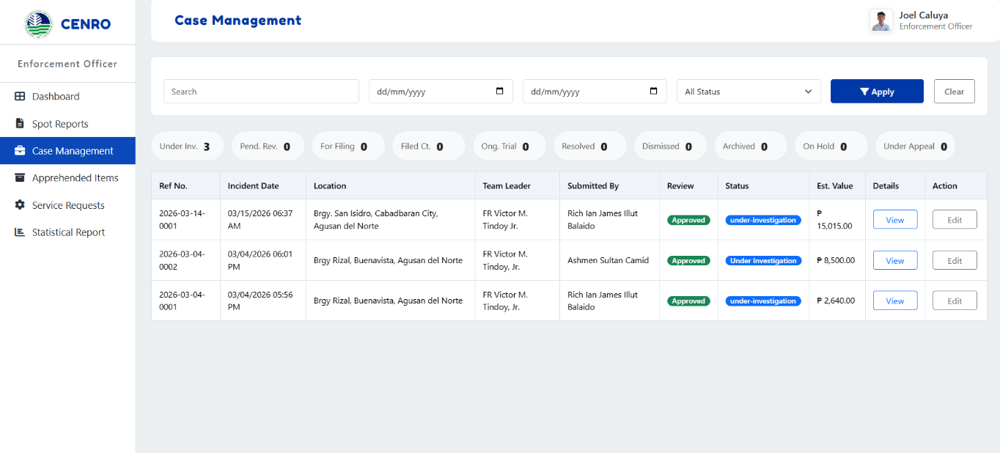 CENRO
Case Management
Joel Caluya
Enforcement Officer
Enforcement Officer
Dashboard
Spot Reports
Case Management
Apprehended Items
Service Requests
Statistical Report
Search
dd/mm/yyyy
dd/mm/yyyy
All Status
Apply
Clear
Under Inv. 3
Pend. Rev. 0
For Filing 0
Filed Ct. 0
Ong. Trial 0
Resolved 0
Dismissed 0
Archived 0
On Hold 0
Under Appeal 0
Ref No. Incident Date Location Team Leader Submitted By Review Status Est. Value Details Action
2026-03-14-
0001
03/15/2026 06:37
AM
Brgy. San Isidro, Cabadbaran City,
Agusan del Norte
FR Victor M.
Tindoy Jr.
Rich Ian James Illut
Balaido
Approved
under-investigation
₱
15,015.00
View
Edit
2026-03-04-
0002
03/04/2026 06:01
PM
Brgy Rizal, Buenavista, Agusan del Norte
FR Victor M.
Tindoy, Jr.
Ashmen Sultan Camid
Approved
Under Investigation
₱ 8,500.00
View
Edit
2026-03-04-
0001
03/04/2026 05:56
PM
Brgy Rizal, Buenavista, Agusan del Norte
FR Victor M.
Tindoy, Jr.
Rich Ian James Illut
Balaido
Approved
under-investigation
₱ 2,640.00
View
Edit